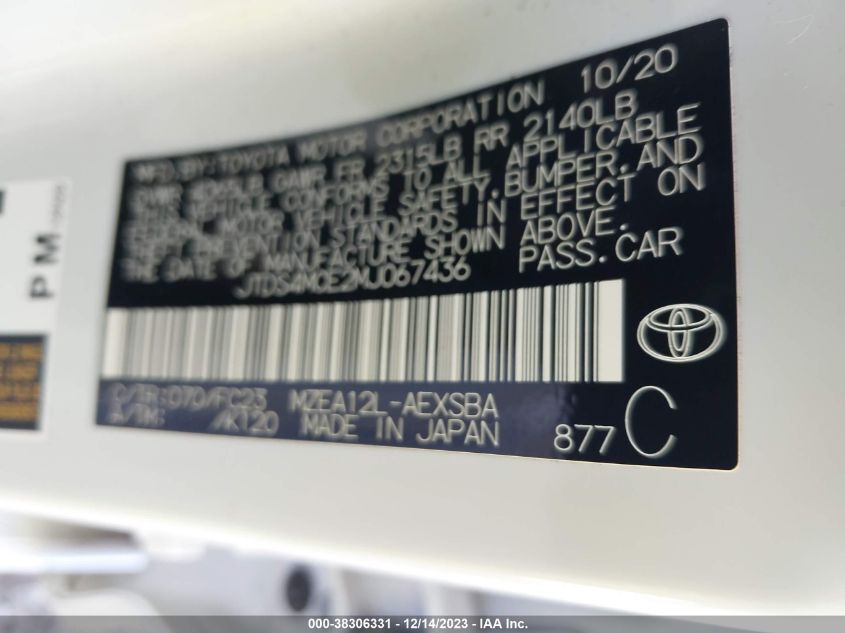 MFD.BY:TOYOTA MOTOR CORPORATION 10/20
GVWR 4045LB GAWR FR 2315LB RR 2140LB
THIS VEHICLE CONFORMS TO ALL APPLICABLE
FEDERAL MOTOR VEHICLE SAFETY,BUMPER,AND
THEFT PREVENTION STANDARDS IN EFFECT ON
THE DATE OF MANUFACTURE SHOWN ABOVE.
JTDS4MCE2MJ067436 PASS.CAR
C/TR:070/FC23 MZEA12L-AEXSBA
A/TM: /K120 MADE IN JAPAN 877 C
PM
000-38306331 - 12/14/2023 - IAA Inc.